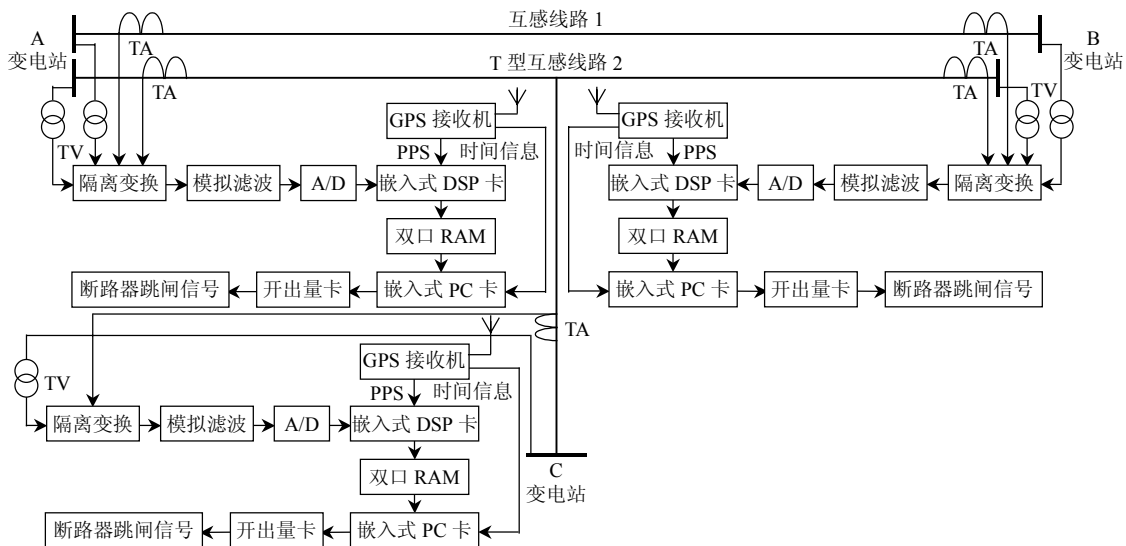 互感线路 1
A
变电站
TA
TA
B
变电站
T 型互感线路 2
TA
TA
TV
TV
GPS 接收机
GPS 接收机
PPS
时间信息
时间信息
PPS
隔离变换
模拟滤波
A/D
嵌入式 DSP 卡
嵌入式 DSP 卡
A/D
模拟滤波
隔离变换
双口 RAM
双口 RAM
断路器跳闸信号
开出量卡
嵌入式 PC 卡
嵌入式 PC 卡
开出量卡
断路器跳闸信号
TA
GPS 接收机
TV
PPS
时间信息
隔离变换
模拟滤波
A/D
嵌入式 DSP 卡
双口 RAM
C
变电站
断路器跳闸信号
开出量卡
嵌入式 PC 卡